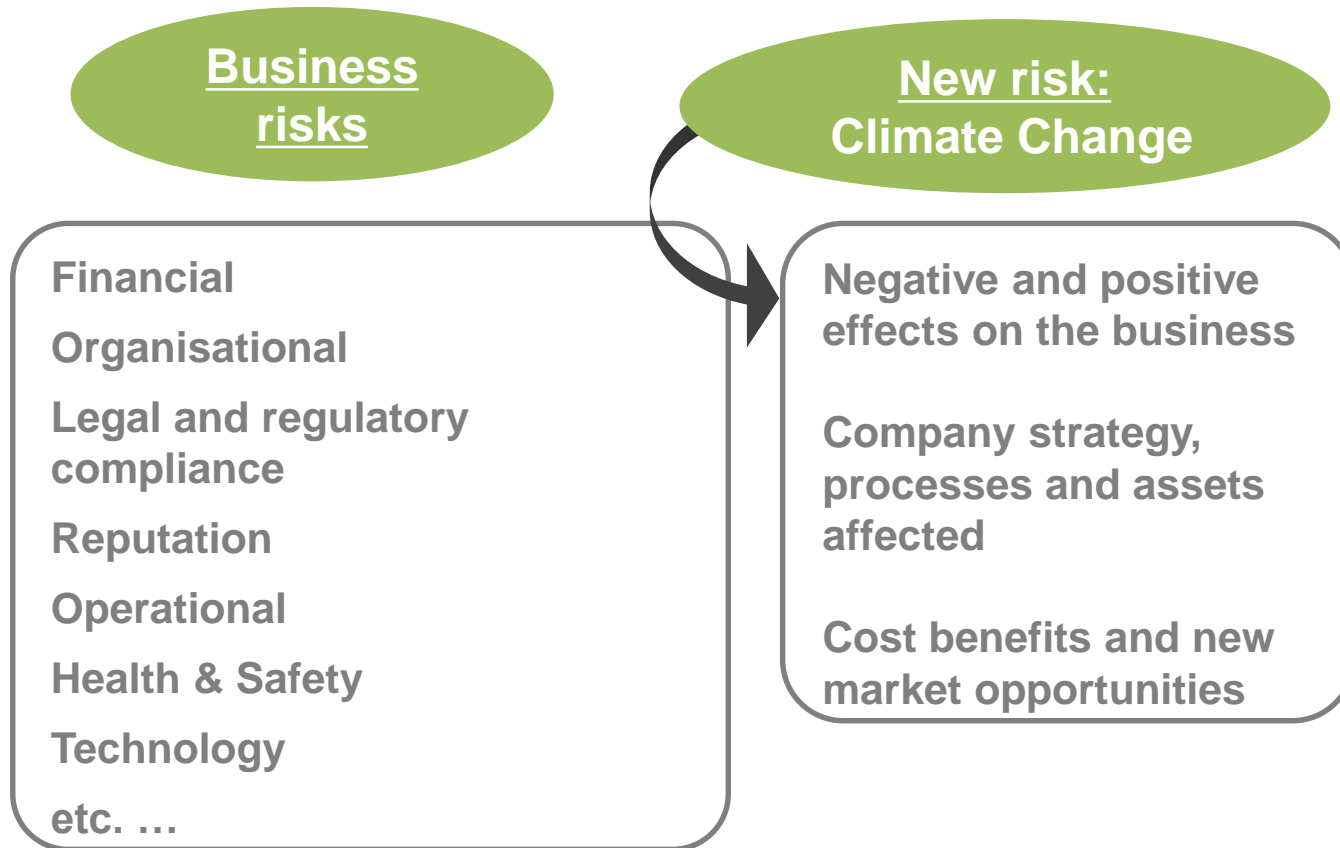 Business
risks
Financial
Organisational
Legal and regulatory
compliance
Reputation
Operational
Health & Safety
Technology
etc. …
New risk:
Climate Change
Negative and positive
effects on the business
Company strategy,
processes and assets
affected
Cost benefits and new
market opportunities